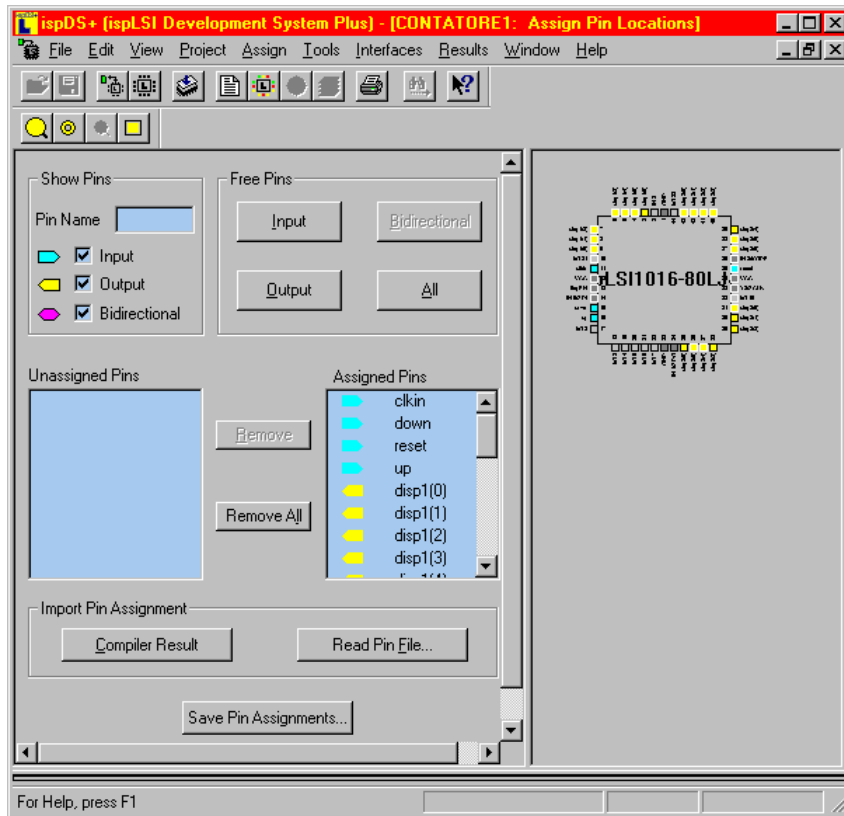 ispDS+ (ispLSI Development System Plus) - [CONTATORE1: Assign Pin Locations]
File Edit View Project Assign Tools Interfaces Results Window Help
Show Pins
Free Pins
Pin Name
Input
Bidirectional
Input
Output
Output
All
Bidirectional
Unassigned Pins
Assigned Pins
clkin
down
Remove
reset
up
disp1(0)
Remove All
disp1(1)
disp1(2)
disp1(3)
Import Pin Assignment
Compiler Result
Read Pin File...
Save Pin Assignments...
LSI1016-80LJ
For Help, press F1